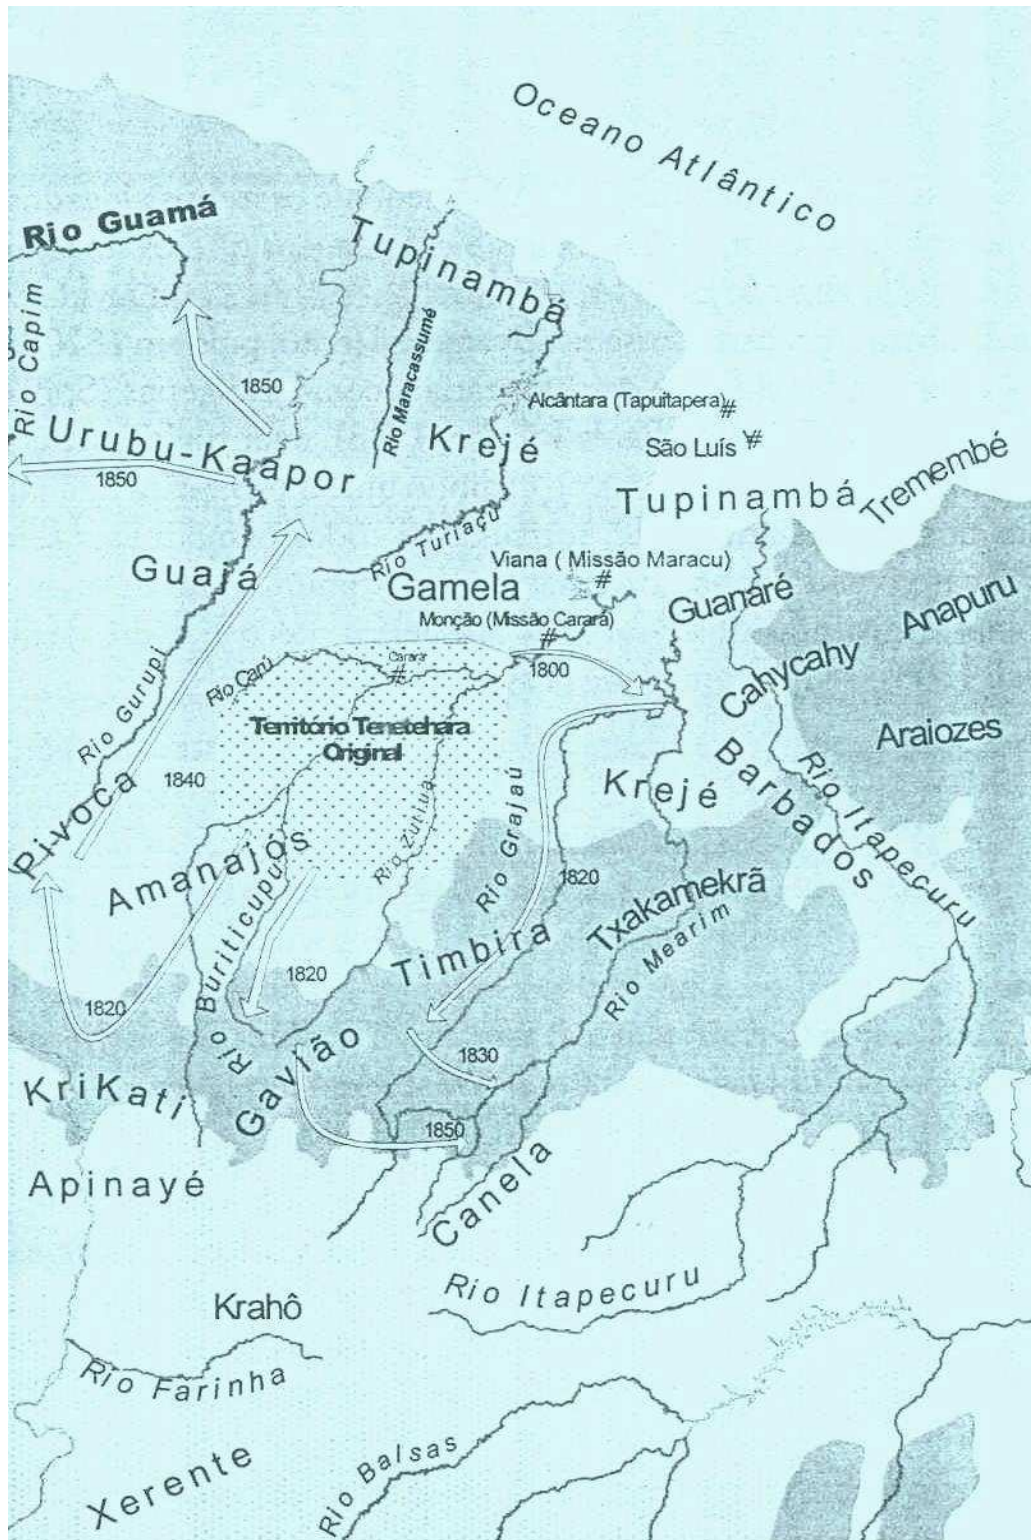 Oceano Atlântico
Rio Guamá
Tupinambá
Rio Capim
Rio Maracassumé
1850
Alcântara (Tapuitapera)
Urubu-Kaapor
Krejé
São Luís
1850
Tupinambá
Tremembé
Rio Turiaçu
Guajá
Viana ( Missão Maracu)
Gamela
Guanaré
Anapuru
Monção (Missão Carará)
Carará
1800
Cahycahy
Rio Carú
Rio Gurupi
Território Tenetehara
Original
Araiozes
1840
Krejé
Barbados
Rio Itapecuru
Pivoca
Rio Zutiua
Rio Grajaú
Amanajós
1820
Txakamekrã
Rio Buriticupu
Timbira
Rio Mearim
1820
1820
Gavião
1830
KriKati
1850
Apinayé
Canela
Rio Itapecuru
Krahô
Rio Farinha
Rio Balsas
Xerente